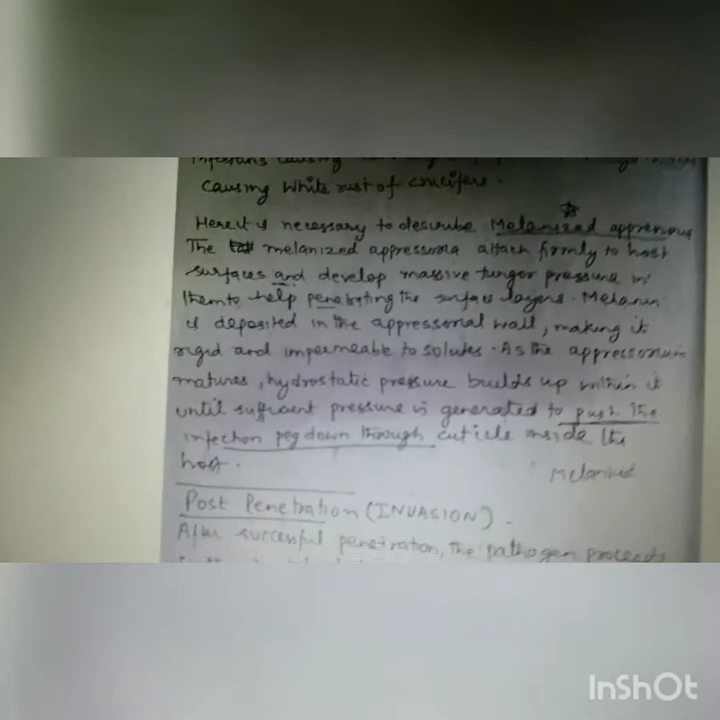 causing White rust of crucifers.
Here it is necessary to describe Melanized
The melanized appressoria attach firmly to host
surfaces and develop massive turgor pressure in
them to help penetrating the surface layers. Melanin
is deposited in the appressorial wall, making it
rigid and impermeable to solutes. As the appressorium
matures, hydrostatic pressure builds up within it
until sufficient pressure is generated to push the
infection peg down through cuticle inside the
host.
Melanized
Post Penetration (INVASION).
After successful penetration, the pathogen proceeds
InShOt